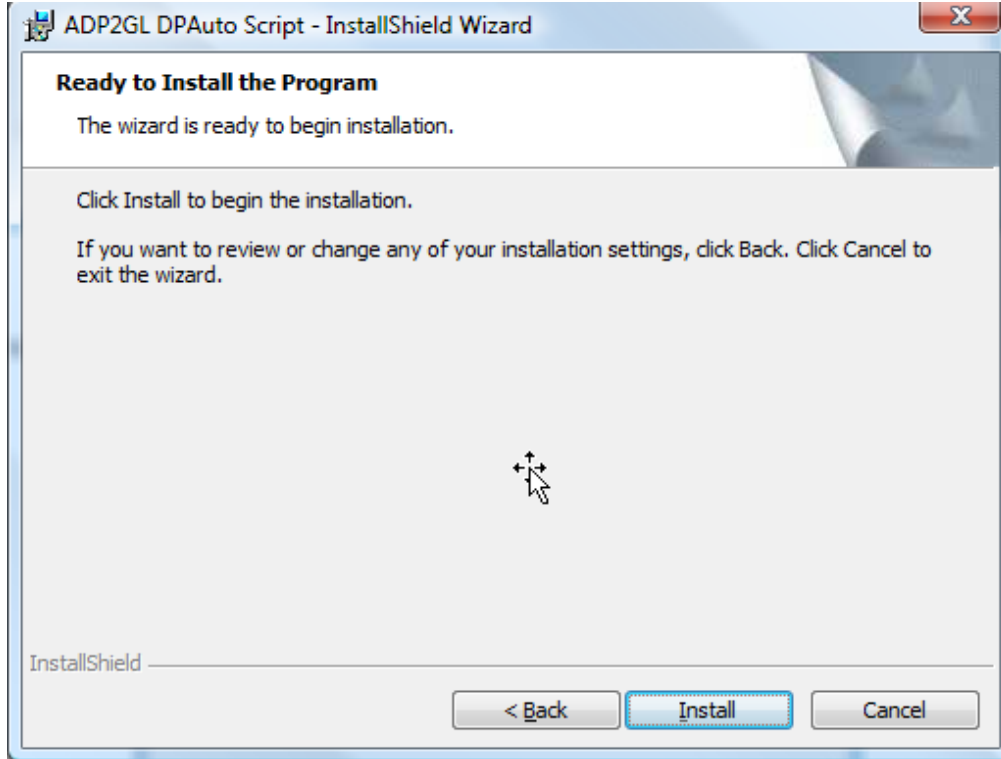 ADP2GL DPAuto Script - InstallShield Wizard
Ready to Install the Program
The wizard is ready to begin installation.
Click Install to begin the installation.
If you want to review or change any of your installation settings, click Back. Click Cancel to
exit the wizard.
InstallShield
< Back
Install
Cancel